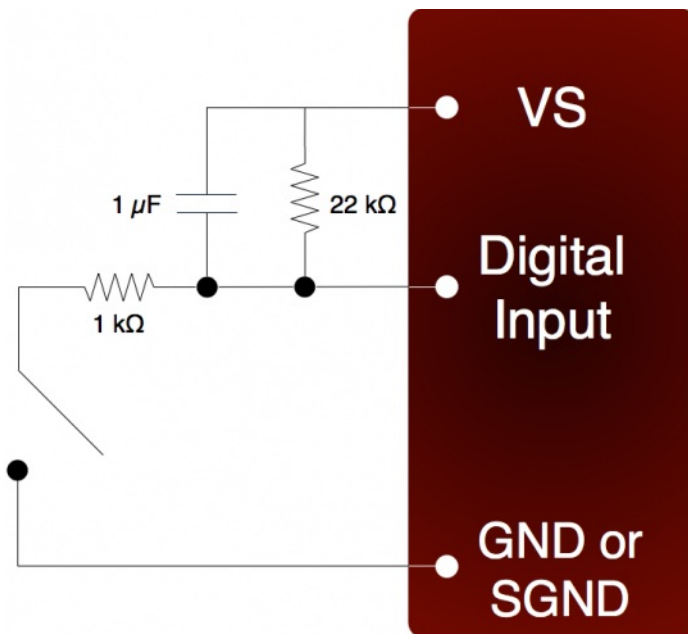 VS
1 µF
22 kΩ
Digital
Input
1 kΩ
GND or
SGND